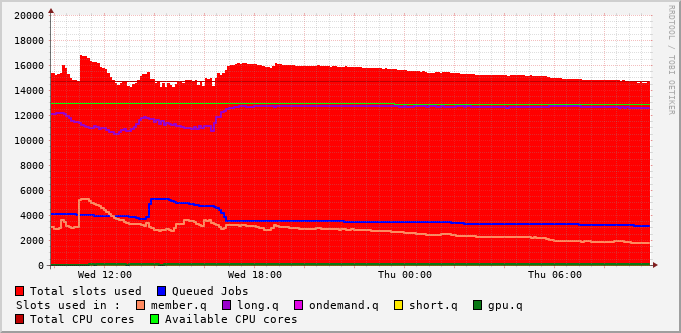 20000
18000
16000
14000
12000
10000
8000
6000
4000
2000
0
Wed 12:00 Wed 18:00 Thu 00:00 Thu 06:00
RRDTOOL / TOBI OETIKER
Total slots used Queued Jobs
Slots used in : member.q long.q ondemand.q short.q gpu.q
Total CPU cores Available CPU cores